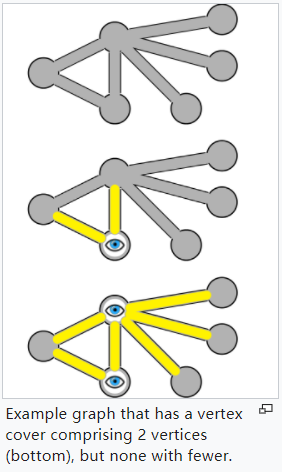 Example graph that has a vertex
cover comprising 2 vertices
(bottom), but none with fewer.